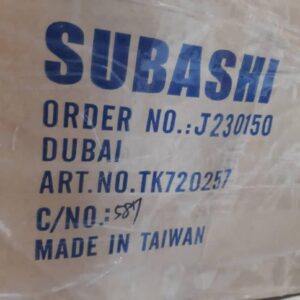 SUBASHI
ORDER NO.:J230150
DUBAI
ART.NO.TK720257
C/NO.:587
MADE IN TAIWAN